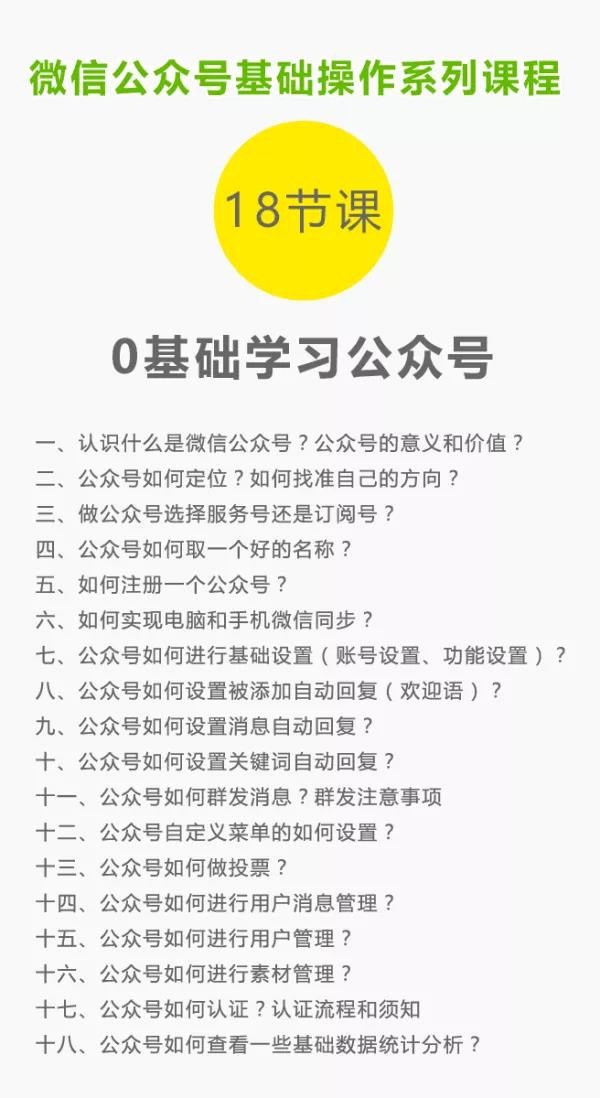 微信公众号基础操作系列课程
18节课
0基础学习公众号
一、认识什么是微信公众号？公众号的意义和价值？
二、公众号如何定位？如何找准自己的方向？
三、做公众号选择服务号还是订阅号？
四、公众号如何取一个好的名称？
五、如何注册一个公众号？
六、如何实现电脑和手机微信同步？
七、公众号如何进行基础设置（账号设置、功能设置）？
八、公众号如何设置被添加自动回复（欢迎语）？
九、公众号如何设置消息自动回复？
十、公众号如何设置关键词自动回复？
十一、公众号如何群发消息？群发注意事项
十二、公众号自定义菜单的如何设置？
十三、公众号如何做投票？
十四、公众号如何进行用户消息管理？
十五、公众号如何进行用户管理？
十六、公众号如何进行素材管理？
十七、公众号如何认证？认证流程和须知
十八、公众号如何查看一些基础数据统计分析？